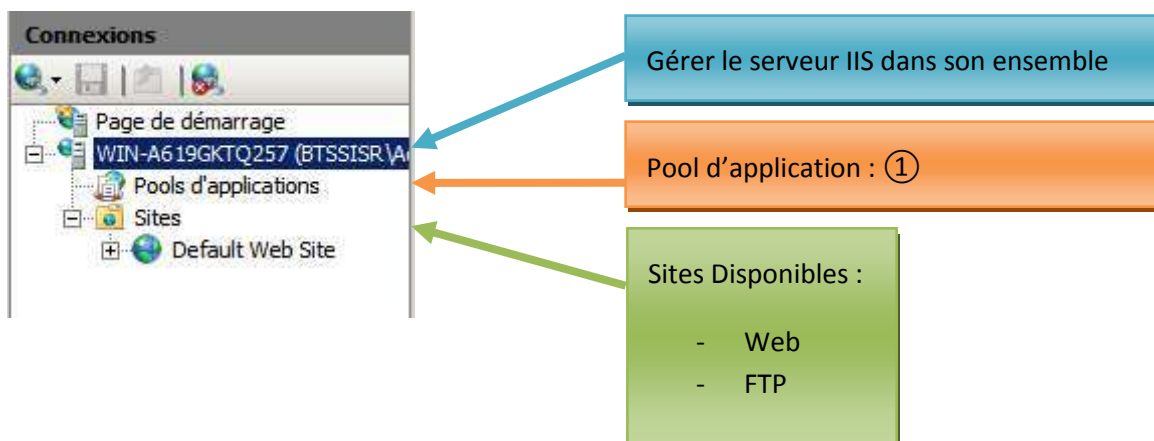 Connexions
Page de démarrage
WIN-A619GKTQ257 (BTSSISR\A
Pools d'applications
Sites
Default Web Site
Gérer le serveur IIS dans son ensemble
Pool d’application : ①
Sites Disponibles :
- Web
- FTP